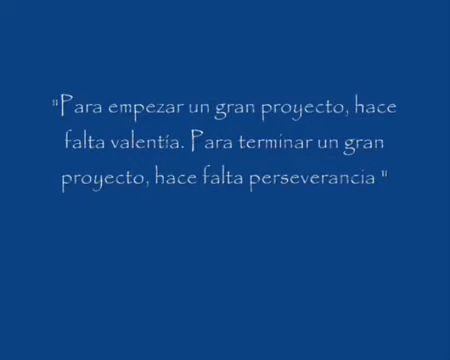 "Para empezar un gran proyecto, hace
falta valentía. Para terminar un gran
proyecto, hace falta perseverancia "